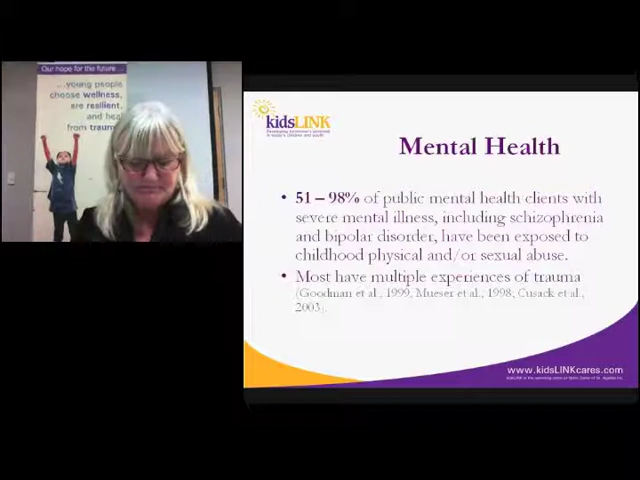 Our hope for the future ...
...young people
choose wellness,
are resilient,
and heal
from traum
kidsLINK
Mental Health
• 51 – 98% of public mental health clients with
severe mental illness, including schizophrenia
and bipolar disorder, have been exposed to
childhood physical and/or sexual abuse.
• Most have multiple experiences of trauma
(Goodman et al., 1999, Mueser et al., 1998; Cusack et al.,
2003).
www.kidsLINKcares.com